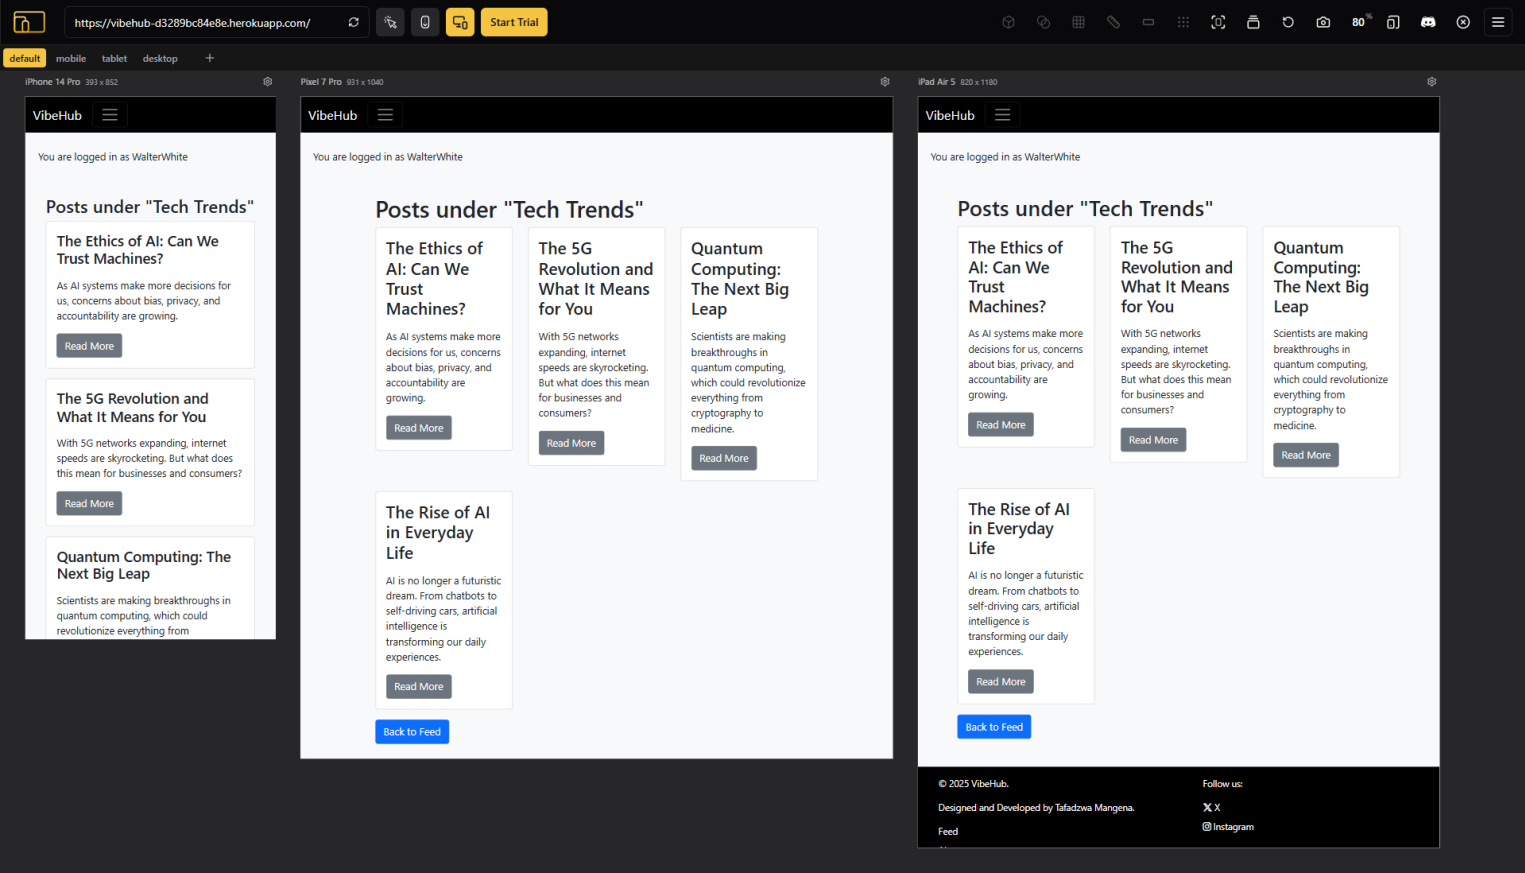 https://vibehub-d3289bc84e8e.herokuapp.com/
Start Trial
80%
default
mobile
tablet
desktop
iPhone 14 Pro 393 x 852
VibeHub
You are logged in as WalterWhite
Posts under "Tech Trends"
The Ethics of AI: Can We
Trust Machines?
As AI systems make more decisions for
us, concerns about bias, privacy, and
accountability are growing.
Read More
The 5G Revolution and
What It Means for You
With 5G networks expanding, internet
speeds are skyrocketing. But what does
this mean for businesses and consumers?
Read More
Quantum Computing: The
Next Big Leap
Scientists are making breakthroughs in
quantum computing, which could
revolutionize everything from
Pixel 7 Pro 931 x 1040
VibeHub
You are logged in as WalterWhite
Posts under "Tech Trends"
The Ethics of
AI: Can We
Trust
Machines?
As AI systems make more
decisions for us, concerns
about bias, privacy, and
accountability are
growing.
Read More
The 5G
Revolution and
What It Means
for You
With 5G networks
expanding, internet
speeds are skyrocketing.
But what does this mean
for businesses and
consumers?
Read More
Quantum
Computing:
The Next Big
Leap
Scientists are making
breakthroughs in
quantum computing,
which could revolutionize
everything from
cryptography to
medicine.
Read More
The Rise of AI
in Everyday
Life
AI is no longer a futuristic
dream. From chatbots to
self-driving cars, artificial
intelligence is
transforming our daily
experiences.
Read More
Back to Feed
iPad Air 5 820 x 1180
VibeHub
You are logged in as WalterWhite
Posts under "Tech Trends"
The Ethics of
AI: Can We
Trust
Machines?
As AI systems make more
decisions for us, concerns
about bias, privacy, and
accountability are
growing.
Read More
The 5G
Revolution and
What It Means
for You
With 5G networks
expanding, internet
speeds are skyrocketing.
But what does this mean
for businesses and
consumers?
Read More
Quantum
Computing:
The Next Big
Leap
Scientists are making
breakthroughs in
quantum computing,
which could revolutionize
everything from
cryptography to
medicine.
Read More
The Rise of AI
in Everyday
Life
AI is no longer a futuristic
dream. From chatbots to
self-driving cars, artificial
intelligence is
transforming our daily
experiences.
Read More
Back to Feed
© 2025 VibeHub.
Designed and Developed by Tafadzwa Mangena.
Feed
Follow us:
X
Instagram